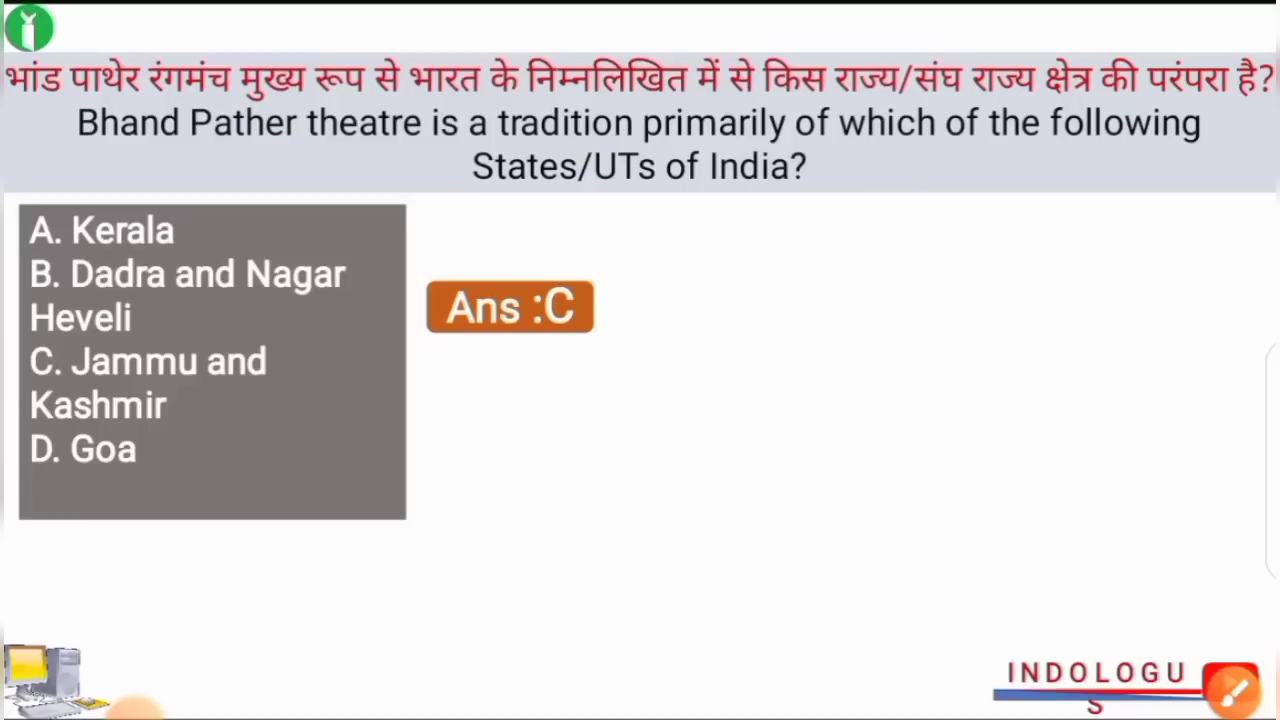 भांड पाथेर रंगमंच मुख्य रूप से भारत के निम्नलिखित में से किस राज्य/संघ राज्य क्षेत्र की परंपरा है?
Bhand Pather theatre is a tradition primarily of which of the following
States/UTs of India?
A. Kerala
B. Dadra and Nagar
Heveli
C. Jammu and
Kashmir
D. Goa
Ans :C
INDOLOGU
S